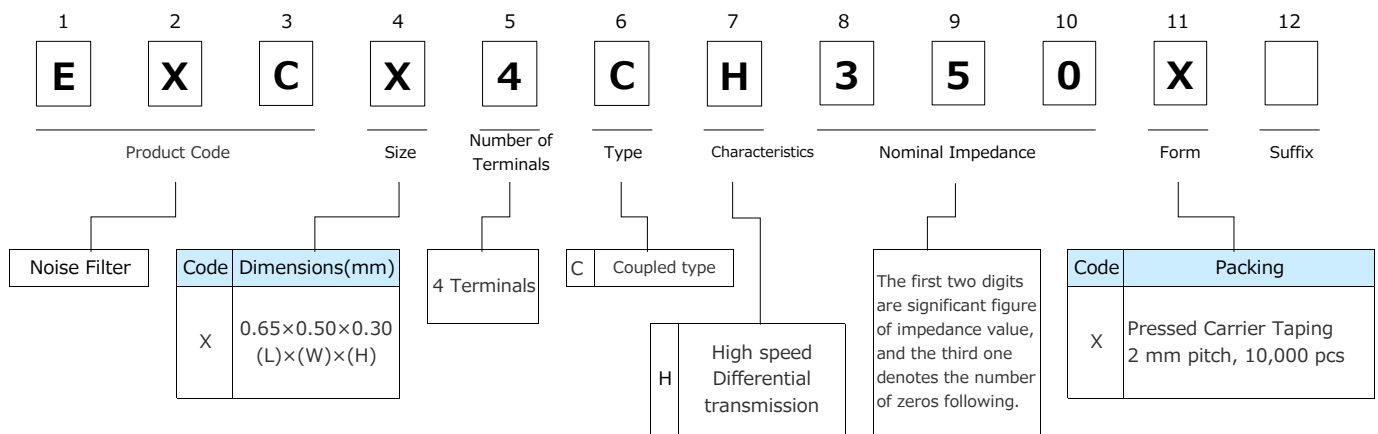 1 2 3 4 5 6 7 8 9 10 11 12
E X C X 4 C H 3 5 0 X
Product Code
Size
Number of
Terminals
Type
Characteristics
Nominal Impedance
Form
Suffix
Noise Filter
Code Dimensions(mm)
X 0.65×0.50×0.30
(L)×(W)×(H)
4 Terminals
C Coupled type
H High speed
Differential
transmission
The first two digits
are significant figure
of impedance value,
and the third one
denotes the number
of zeros following.
Code Packing
X Pressed Carrier Taping
2 mm pitch, 10,000 pcs